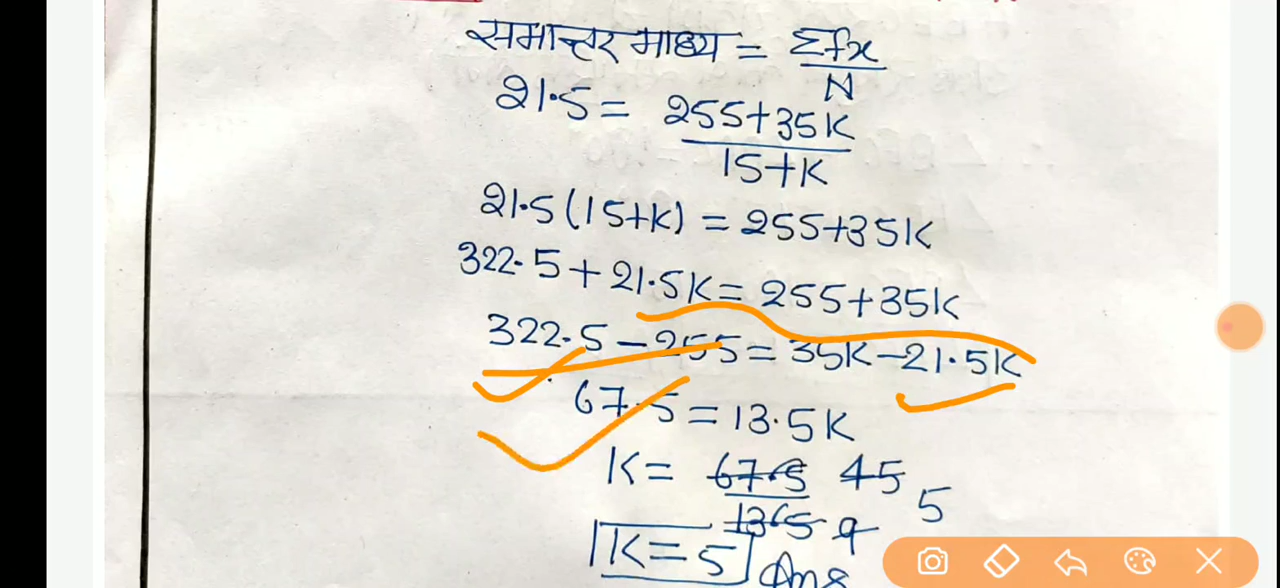 समान्तर माध्य = Σfx / N
21.5 = 255+35K / 15+K
21.5(15+K) = 255+35K
322.5+21.5K = 255+35K
322.5-255 = 35K-21.5K
67.5 = 13.5K
K = 67.5 / 13.5 45 / 9 5
K=5 Ans